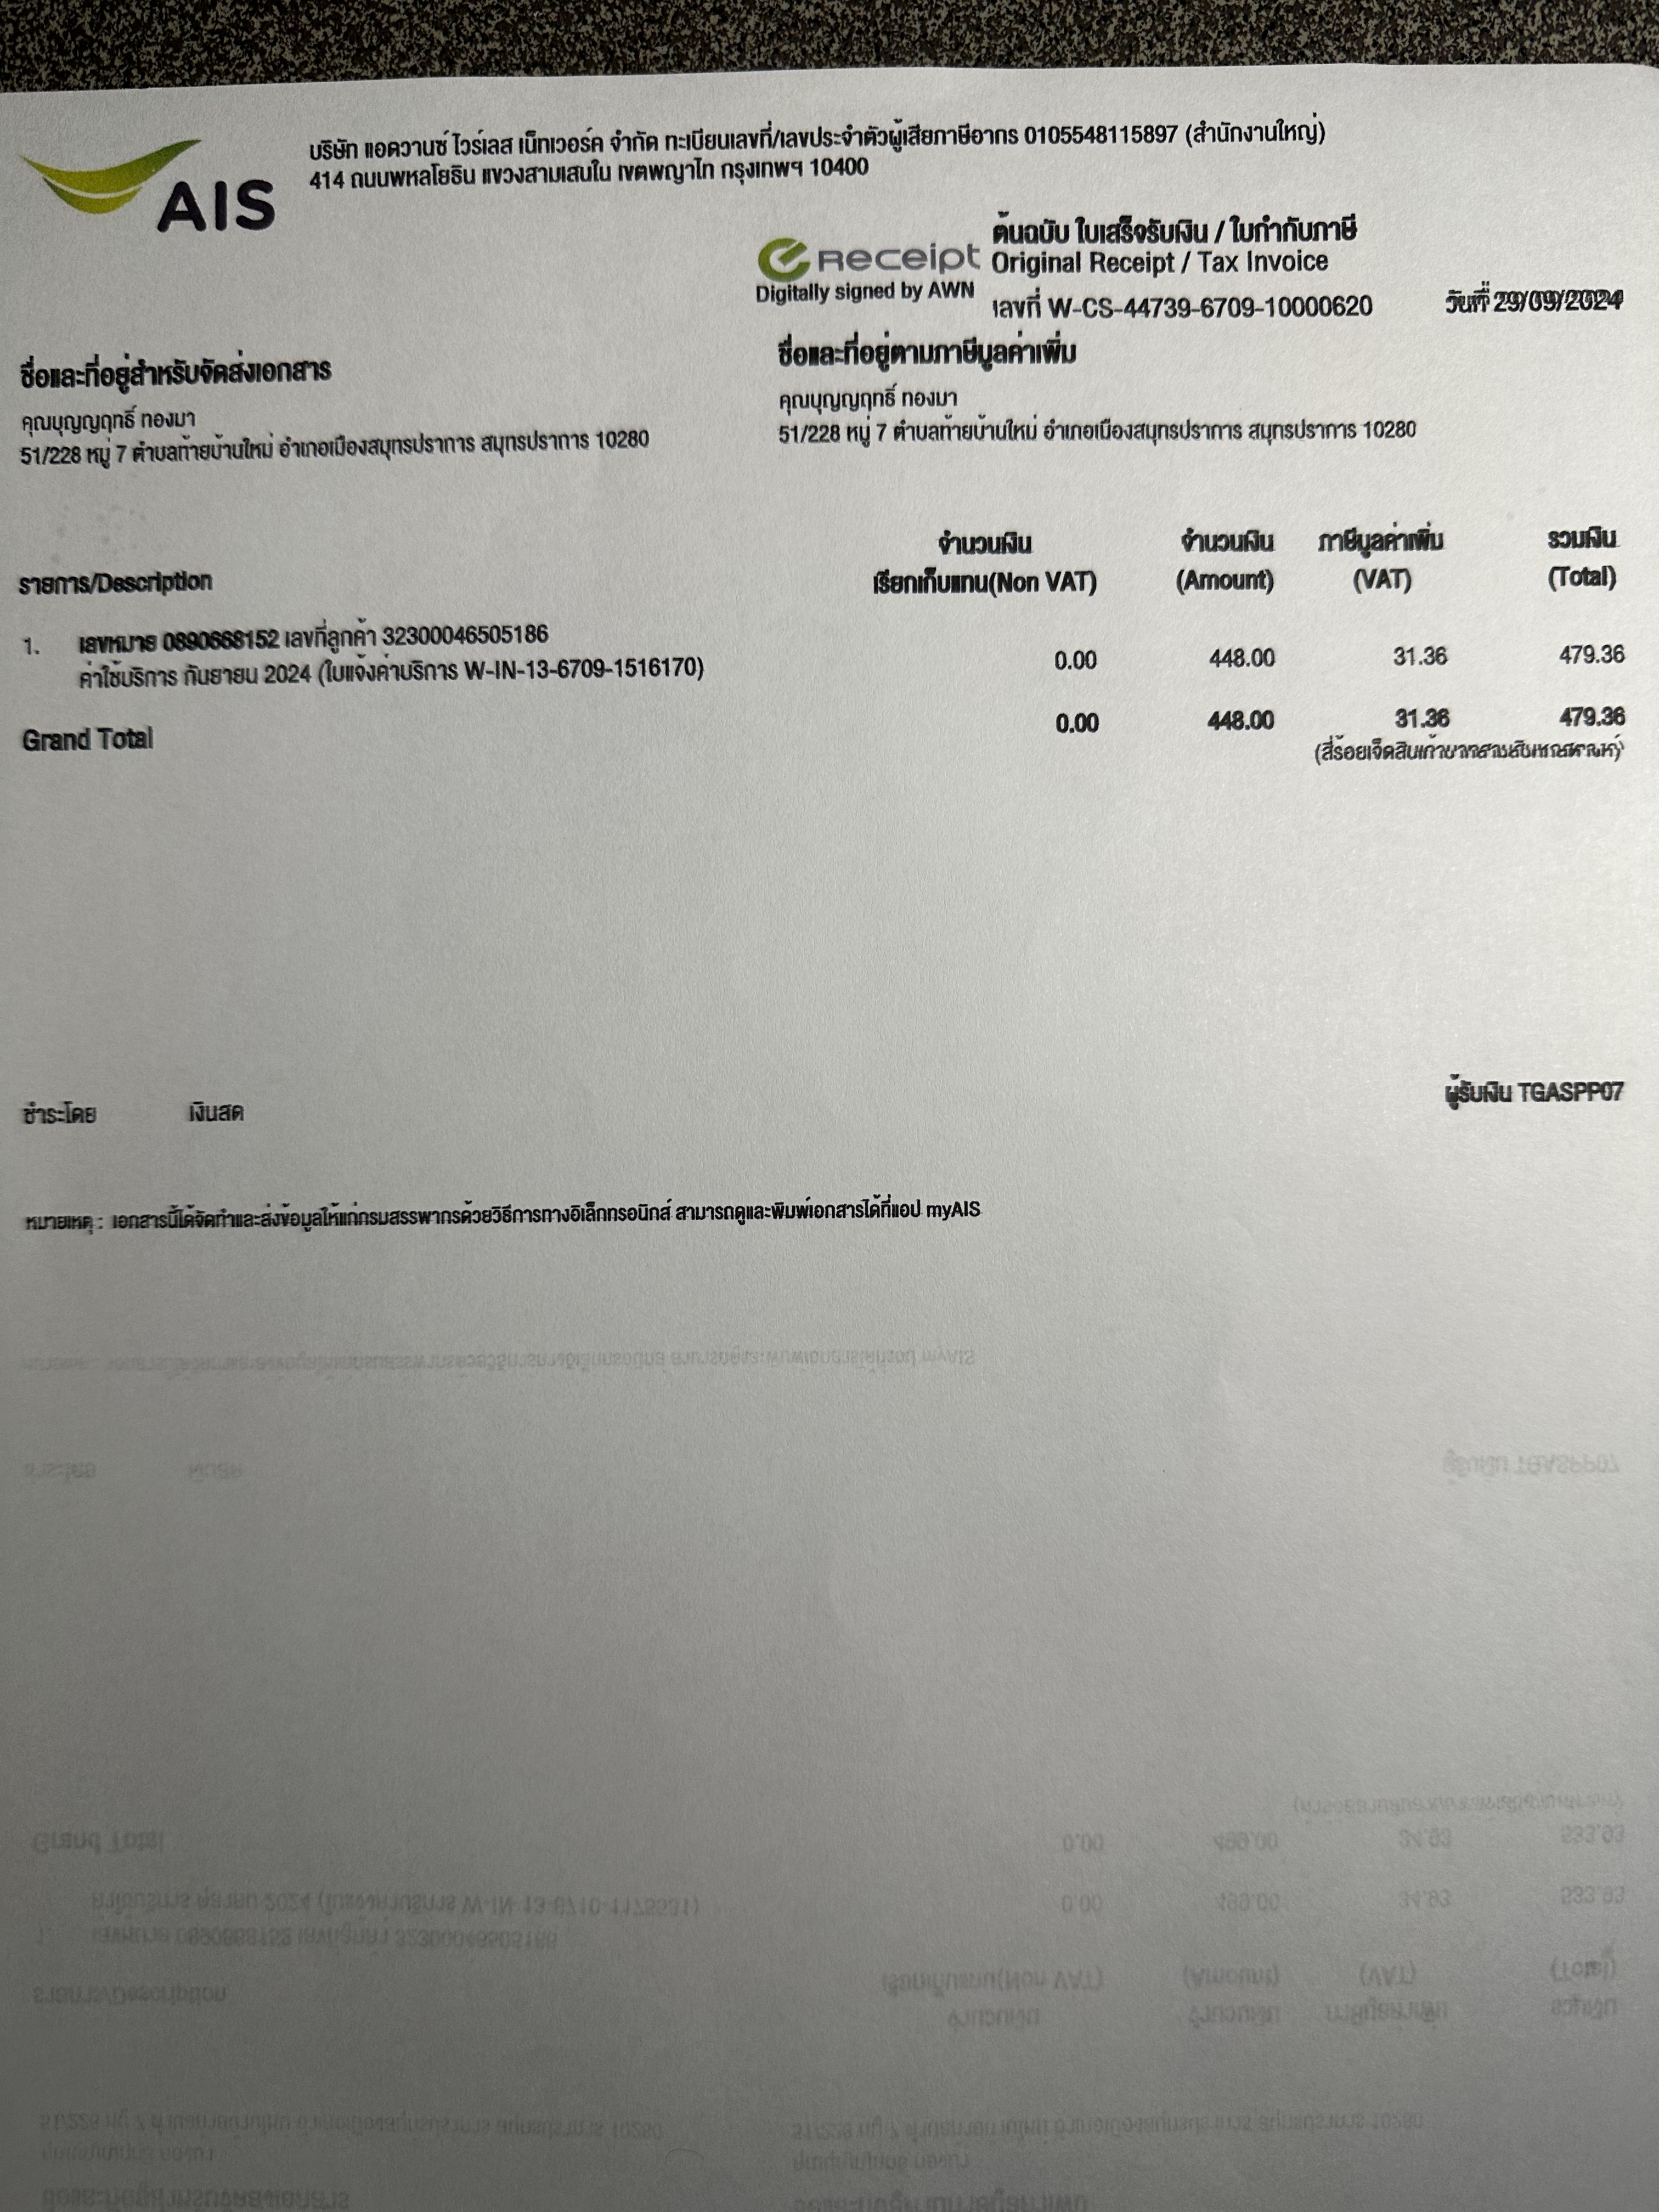 AIS
บริษัท แอดวานซ์ ไวร์เลส เน็ทเวอร์ค จำกัด ทะเบียนเลขที่/เลขประจำตัวผู้เสียภาษีอากร 0105548115897 (สำนักงานใหญ่)
414 ถนนพหลโยธิน แขวงสามเสนใน เขตพญาไท กรุงเทพฯ 10400
Receipt
Digitally signed by AWN
ต้นฉบับ ใบเสร็จรับเงิน / ใบกำกับภาษี
Original Receipt / Tax Invoice
เลขที่ W-CS-44739-6709-10000620 วันที่ 29/09/2024
ชื่อและที่อยู่สำหรับจัดส่งเอกสาร
คุณบุญญฤทธิ์ ทองมา
51/228 หมู่ 7 ตำบลท้ายบ้านใหม่ อำเภอเมืองสมุทรปราการ สมุทรปราการ 10280
ชื่อและที่อยู่ตามภาษีมูลค่าเพิ่ม
คุณบุญญฤทธิ์ ทองมา
51/228 หมู่ 7 ตำบลท้ายบ้านใหม่ อำเภอเมืองสมุทรปราการ สมุทรปราการ 10280
จำนวนเงิน จำนวนเงิน ภาษีมูลค่าเพิ่ม รวมเงิน
รายการ/Description เรียกเก็บแทน(Non VAT) (Amount) (VAT) (Total)
1. เลขหมาย 0890668152 เลขที่ลูกค้า 32300046505186
ค่าใช้บริการ กันยายน 2024 (ใบแจ้งค่าบริการ W-IN-13-6709-1516170) 0.00 448.00 31.36 479.36
Grand Total 0.00 448.00 31.36 479.36
(สี่ร้อยเจ็ดสิบเก้าบาทสามสิบหกสตางค์)
ชำระโดย เงินสด ผู้รับเงิน TGASPP07
หมายเหตุ : เอกสารนี้ได้จัดทำและส่งข้อมูลให้แก่กรมสรรพากรด้วยวิธีการทางอิเล็กทรอนิกส์ สามารถดูและพิมพ์เอกสารได้ที่แอป myAIS